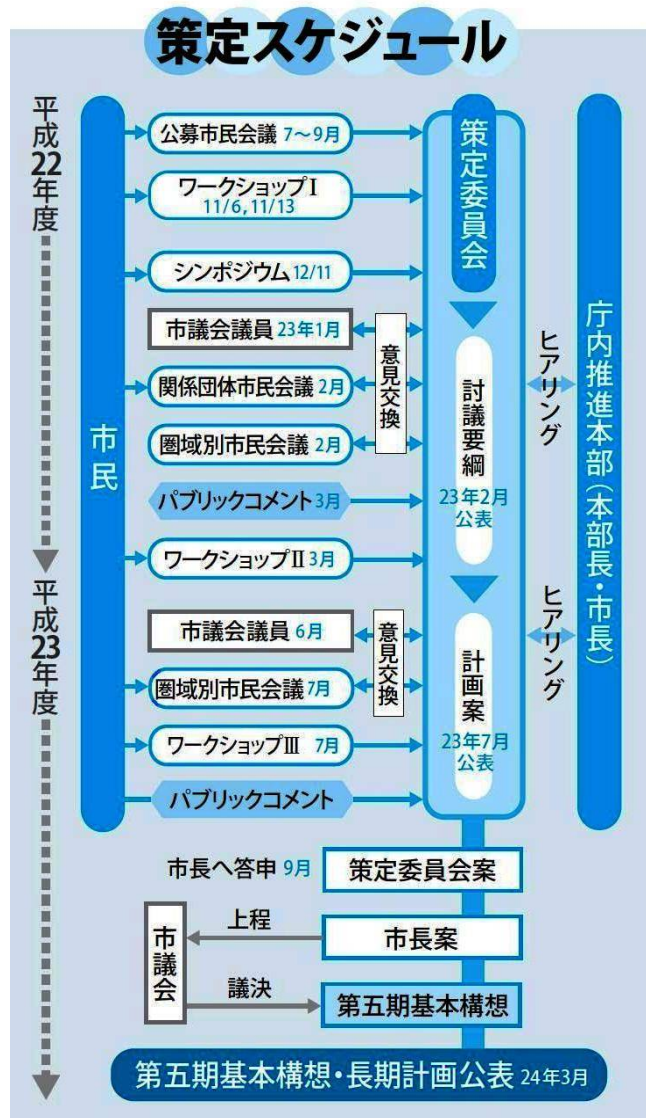 策定スケジュール
平成22年度
平成23年度
市民
公募市民会議 7～9月
ワークショップⅠ
11/6,11/13
シンポジウム 12/11
市議会議員 23年1月
関係団体市民会議 2月
圏域別市民会議 2月
意見交換
パブリックコメント 3月
ワークショップⅡ 3月
市議会議員 6月
圏域別市民会議 7月
意見交換
ワークショップⅢ 7月
パブリックコメント
策定委員会
討議要綱
23年2月
公表
計画案
23年7月
公表
ヒアリング
ヒアリング
庁内推進本部（本部長・市長）
市長へ答申 9月
策定委員会案
市議会
上程
市長案
議決
第五期基本構想
第五期基本構想・長期計画公表 24年3月